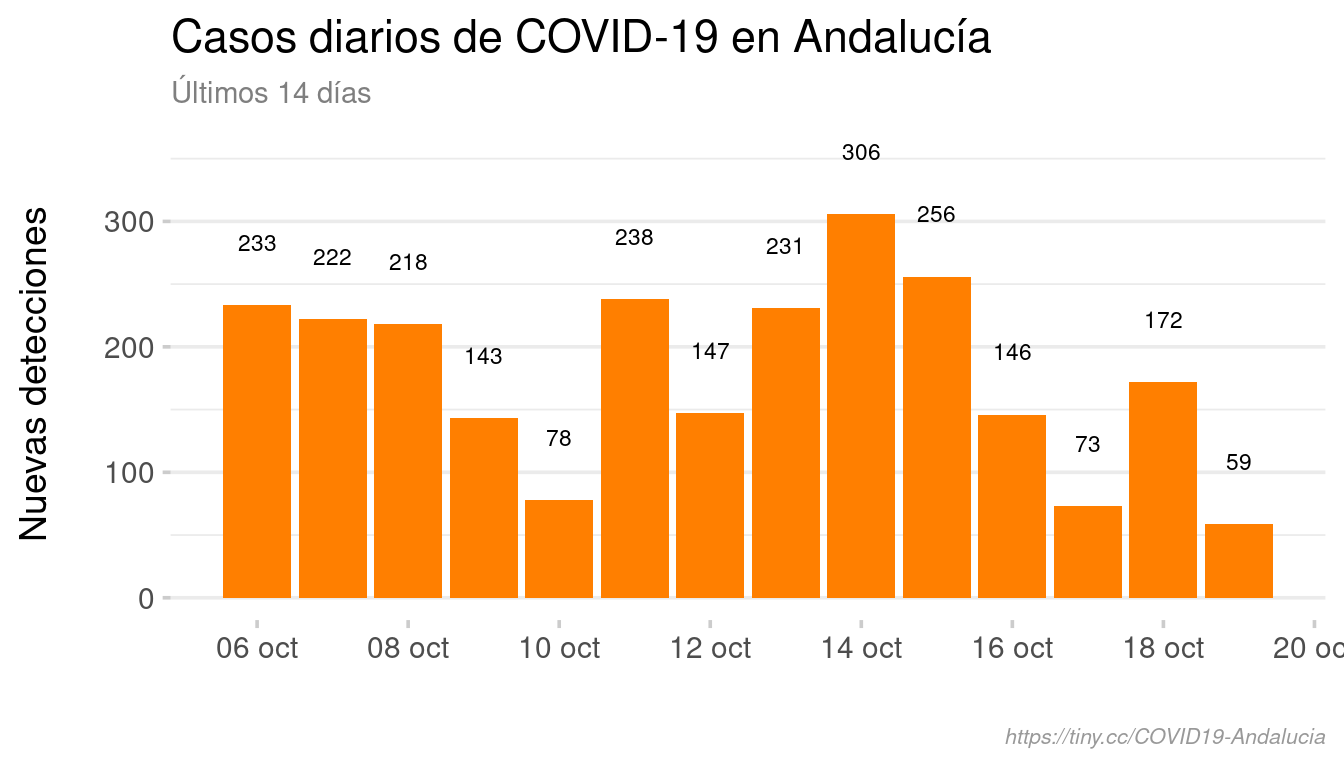 Casos diarios de COVID-19 en Andalucía
Últimos 14 días
Nuevas detecciones
300
200
100
0
233
222
218
143
78
238
147
231
306
256
146
73
172
59
06 oct
08 oct
10 oct
12 oct
14 oct
16 oct
18 oct
20 oc
https://tiny.cc/COVID19-Andalucia